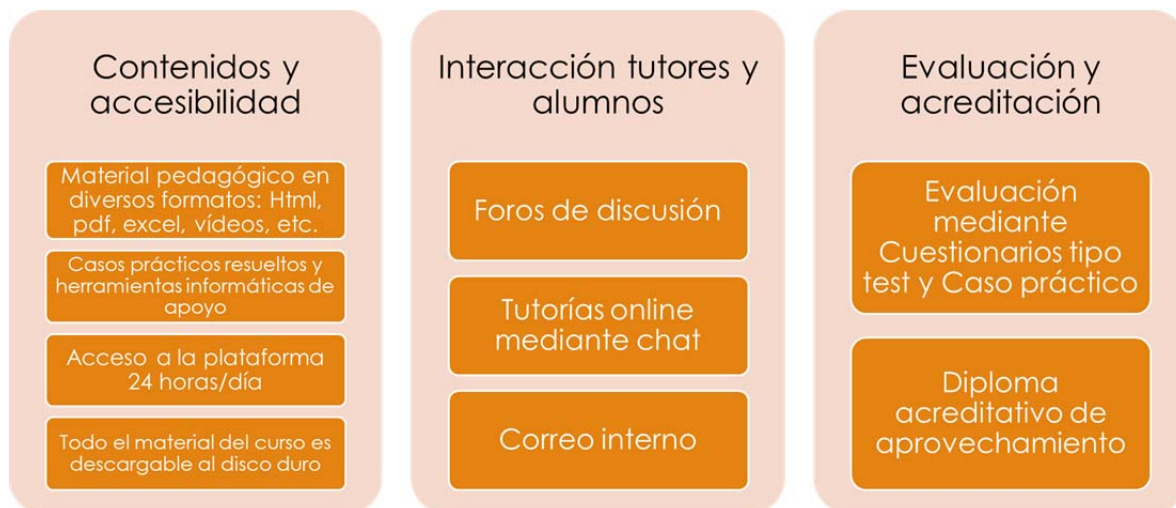 Contenidos y
accesibilidad
Material pedagógico en
diversos formatos: Html,
pdf, excel, vídeos, etc.
Casos prácticos resueltos y
herramientas informáticas de
apoyo
Acceso a la plataforma
24 horas/día
Todo el material del curso es
descargable al disco duro
Interacción tutores y
alumnos
Foros de discusión
Tutorías online
mediante chat
Correo interno
Evaluación y
acreditación
Evaluación
mediante
Cuestionarios tipo
test y Caso práctico
Diploma
acreditativo de
aprovechamiento